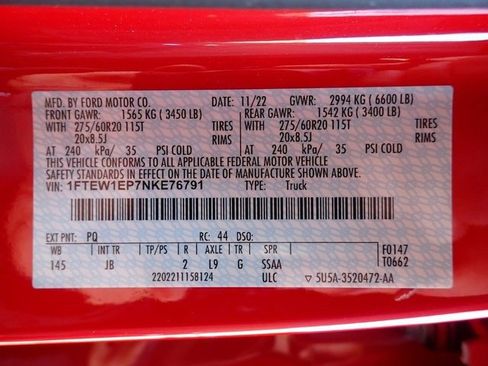 MFD. BY FORD MOTOR CO. 11/22 GVWR: 2994 KG ( 6600 LB)
FRONT GAWR: 1565 KG ( 3450 LB) REAR GAWR: 1542 KG ( 3400 LB)
WITH 275/60R20 115T TIRES WITH 275/60R20 115T TIRES
20x8.5J RIMS 20x8.5J RIMS
AT 240 kPa/ 35 PSI COLD AT 240 kPa/ 35 PSI COLD
THIS VEHICLE CONFORMS TO ALL APPLICABLE FEDERAL MOTOR VEHICLE
SAFETY STANDARDS IN EFFECT ON THE DATE OF MANUFACTURE SHOWN ABOVE.
VIN: 1FTEW1EP7NKE76791 TYPE: Truck
EXT PNT: PQ RC: 44 DSO:
WB INT TR TP/PS R AXLE TR SPR F0147
145 JB 2 L9 G SSAA T0662
2202211158124 ULC ▽ 5U5A-3520472-AA